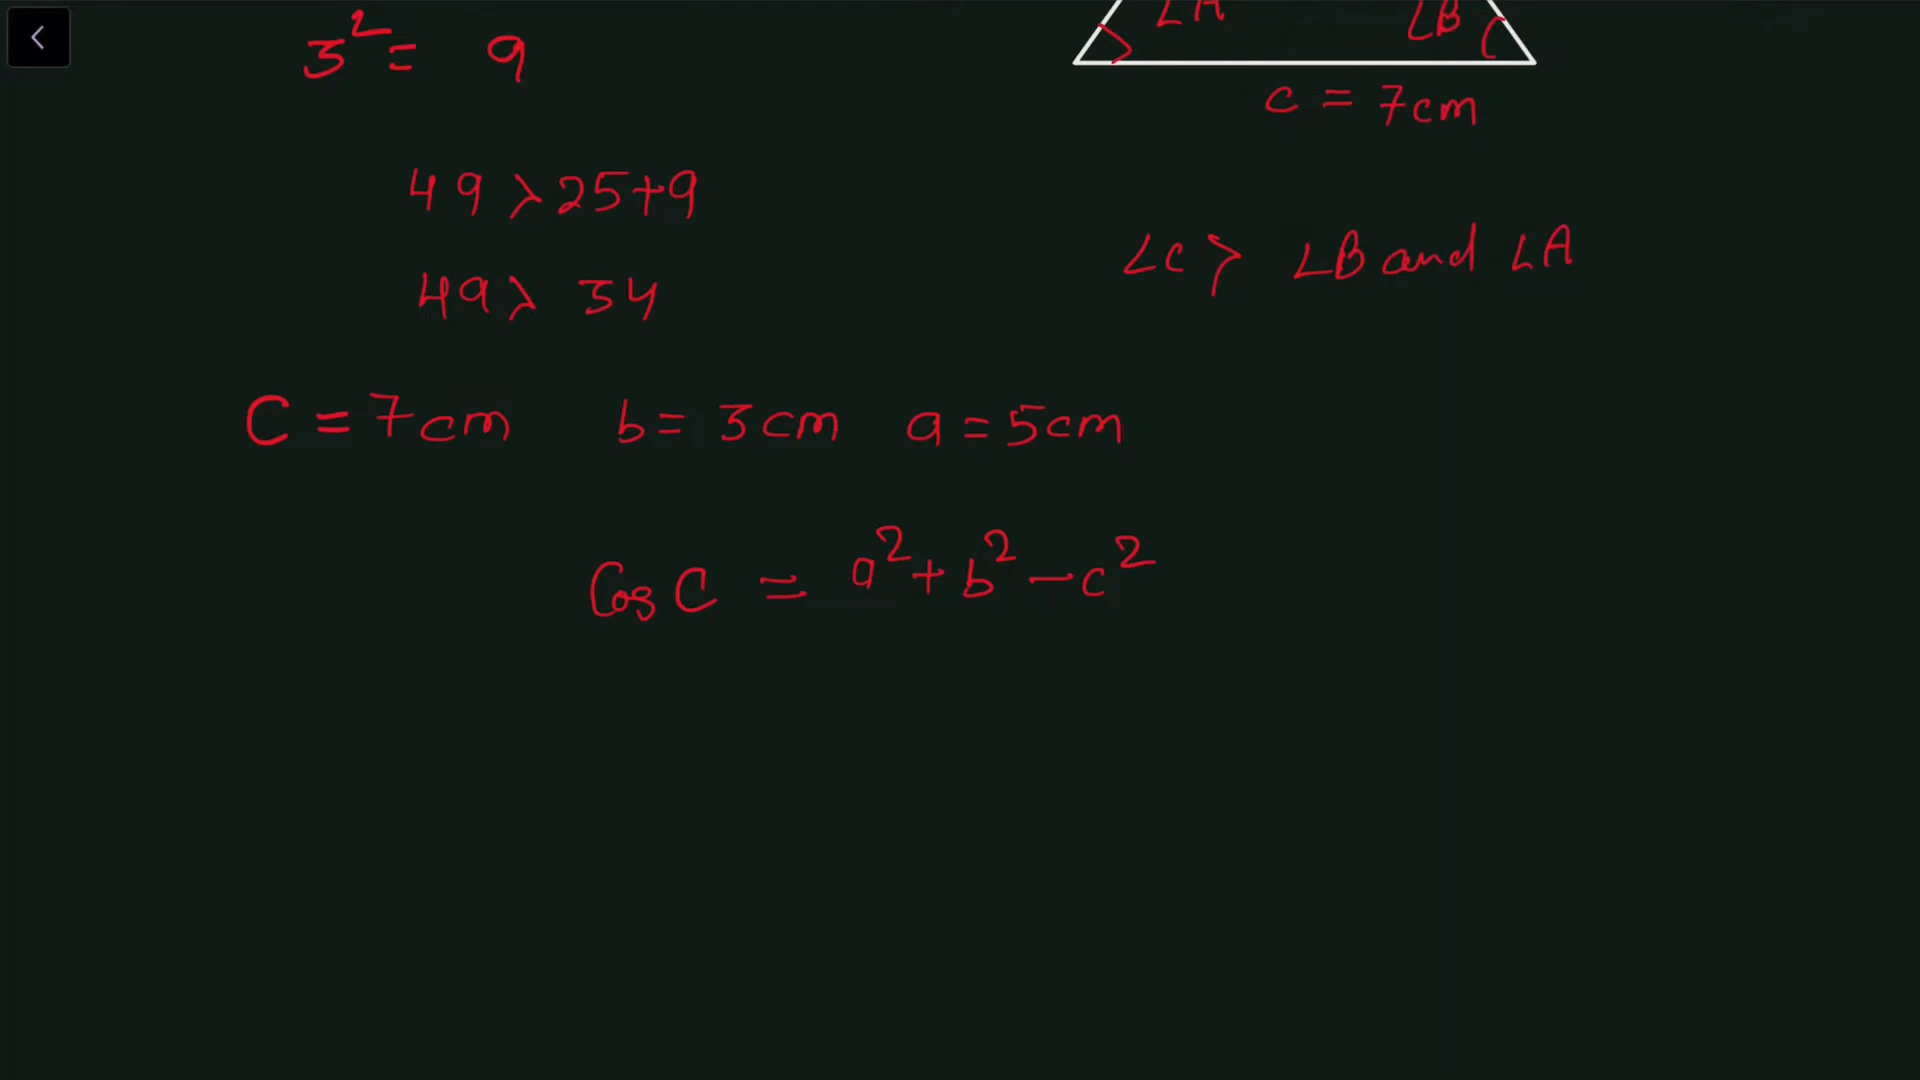 3² = 9
∠A ∠B
c = 7cm
49 > 25+9
∠C > ∠B and ∠A
49 > 34
C = 7cm b = 3cm a = 5cm
Cos C = a² + b² - c²